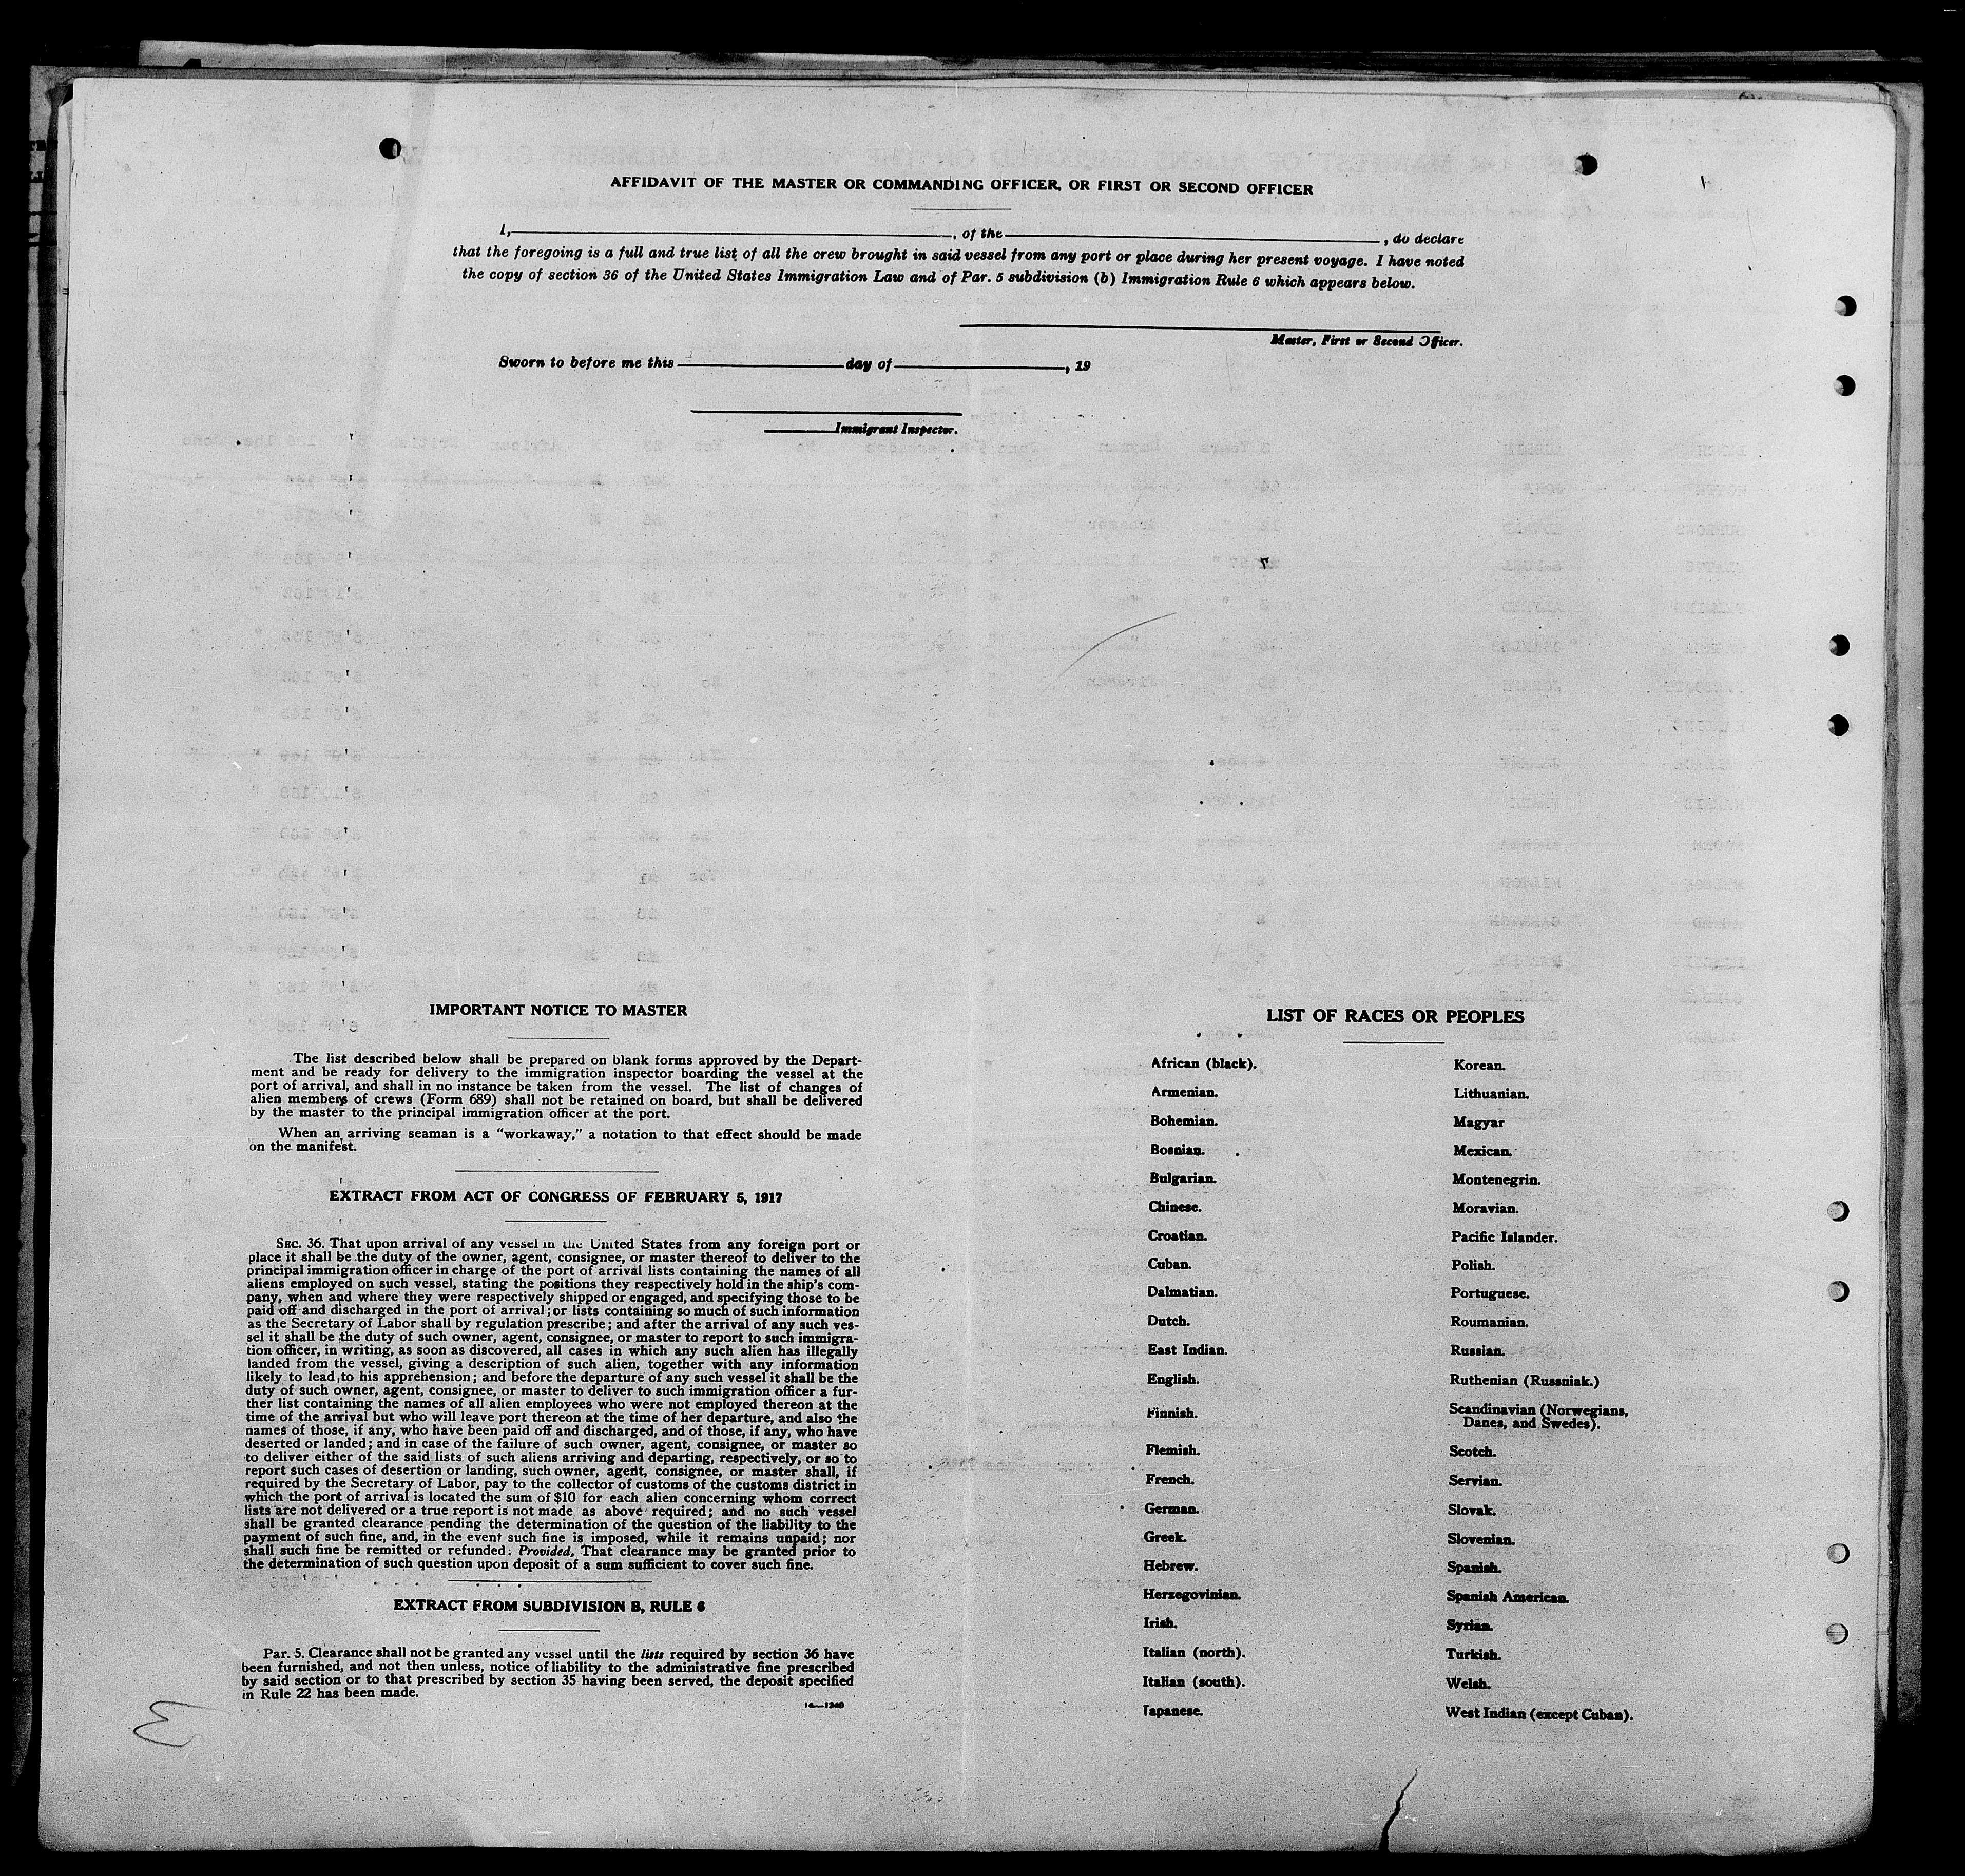 AFFIDAVIT OF THE MASTER OR COMMANDING OFFICER, OR FIRST OR SECOND OFFICER
I, , of the , do declare
that the foregoing is a full and true list of all the crew brought in said vessel from any port or place during her present voyage. I have noted
the copy of section 36 of the United States Immigration Law and of Par. 5 subdivision (b) Immigration Rule 6 which appears below.
Master, First or Second Officer.
Sworn to before me this day of , 19
Immigrant Inspector.
IMPORTANT NOTICE TO MASTER
The list described below shall be prepared on blank forms approved by the Depart-
ment and be ready for delivery to the immigration inspector boarding the vessel at the
port of arrival, and shall in no instance be taken from the vessel. The list of changes of
alien members of crews (Form 689) shall not be retained on board, but shall be delivered
by the master to the principal immigration officer at the port.
When an arriving seaman is a “workaway,” a notation to that effect should be made
on the manifest.
EXTRACT FROM ACT OF CONGRESS OF FEBRUARY 5, 1917
SEC. 36. That upon arrival of any vessel in the United States from any foreign port or
place it shall be the duty of the owner, agent, consignee, or master thereof to deliver to the
principal immigration officer in charge of the port of arrival lists containing the names of all
aliens employed on such vessel, stating the positions they respectively hold in the ship's com-
pany, when and where they were respectively shipped or engaged, and specifying those to be
paid off and discharged in the port of arrival; or lists containing so much of such information
as the Secretary of Labor shall by regulation prescribe; and after the arrival of any such ves-
sel it shall be the duty of such owner, agent, consignee, or master to report to such immigra-
tion officer, in writing, as soon as discovered, all cases in which any such alien has illegally
landed from the vessel, giving a description of such alien, together with any information
likely to lead to his apprehension; and before the departure of any such vessel it shall be the
duty of such owner, agent, consignee, or master to deliver to such immigration officer a fur-
ther list containing the names of all alien employees who were not employed thereon at the
time of the arrival but who will leave port thereon at the time of her departure, and also the
names of those, if any, who have been paid off and discharged, and of those, if any, who have
deserted or landed; and in case of the failure of such owner, agent, consignee, or master so
to deliver either of the said lists of such aliens arriving and departing, respectively, or so to
report such cases of desertion or landing, such owner, agent, consignee, or master shall, if
required by the Secretary of Labor, pay to the collector of customs of the customs district in
which the port of arrival is located the sum of $10 for each alien concerning whom correct
lists are not delivered or a true report is not made as above required; and no such vessel
shall be granted clearance pending the determination of the question of the liability to the
payment of such fine, and, in the event such fine is imposed, while it remains unpaid; nor
shall such fine be remitted or refunded: Provided, That clearance may be granted prior to
the determination of such question upon deposit of a sum sufficient to cover such fine.
EXTRACT FROM SUBDIVISION B, RULE 6
Par. 5. Clearance shall not be granted any vessel until the lists required by section 36 have
been furnished, and not then unless, notice of liability to the administrative fine prescribed
by said section or to that prescribed by section 35 having been served, the deposit specified
in Rule 22 has been made.
14—1240
LIST OF RACES OR PEOPLES
African (black).
Armenian.
Bohemian.
Bosnian.
Bulgarian.
Chinese.
Croatian.
Cuban.
Dalmatian.
Dutch.
East Indian.
English.
Finnish.
Flemish.
French.
German.
Greek.
Hebrew.
Herzegovinian.
Irish.
Italian (north).
Italian (south).
Japanese.
Korean.
Lithuanian.
Magyar
Mexican.
Montenegrin.
Moravian.
Pacific Islander.
Polish.
Portuguese.
Roumanian.
Russian.
Ruthenian (Russniak.)
Scandinavian (Norwegians,
Danes, and Swedes).
Scotch.
Servian.
Slovak.
Slovenian.
Spanish.
Spanish American.
Syrian.
Turkish.
Welsh.
West Indian (except Cuban).